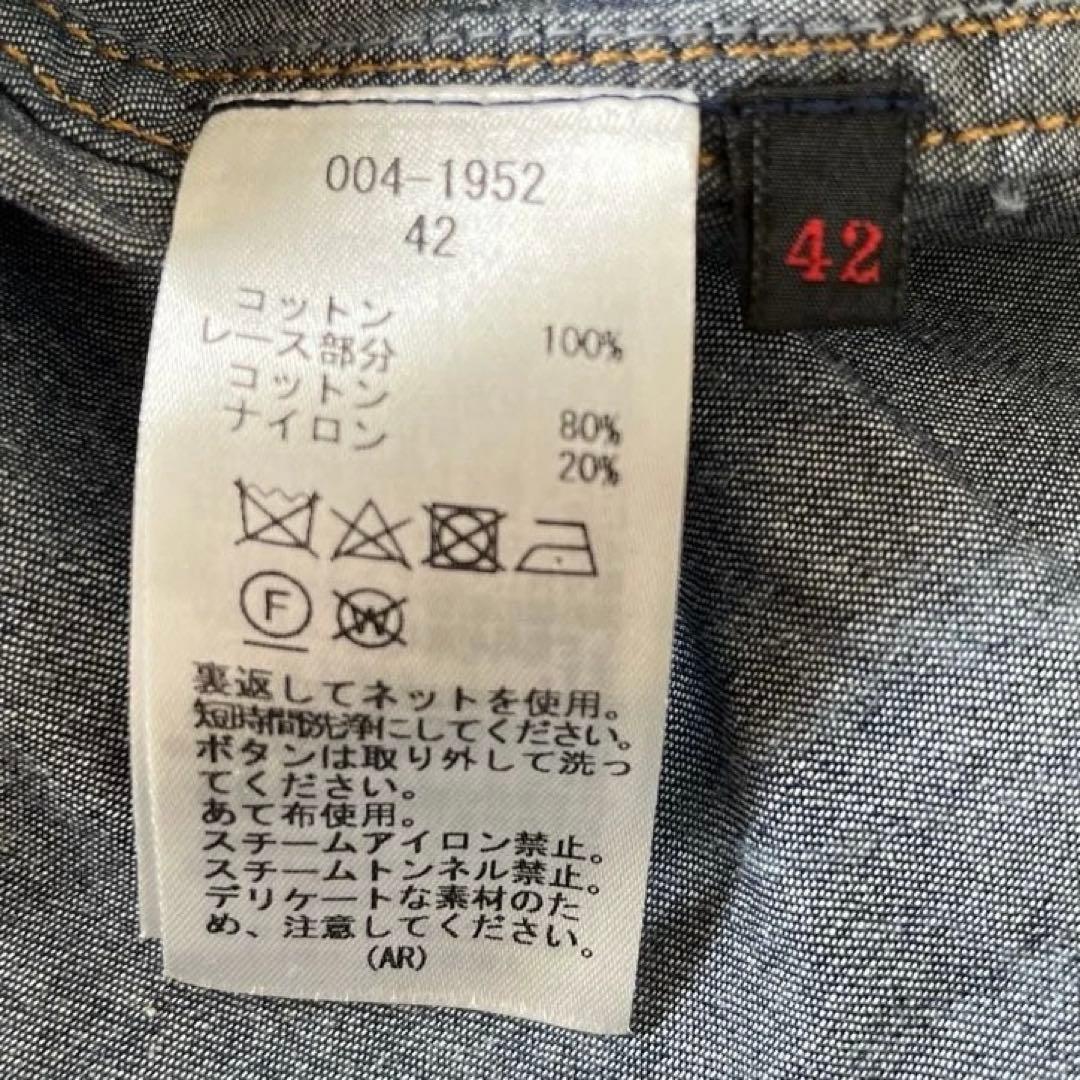 004-1952
42
42
コットン 100%
レース部分
コットン 80%
ナイロン 20%
F
W
裏返してネットを使用。
短時間洗浄にしてください。
ボタンは取り外して洗っ
てください。
あて布使用。
スチームアイロン禁止。
スチームトンネル禁止。
デリケートな素材のた
め、注意してください。
(AR)